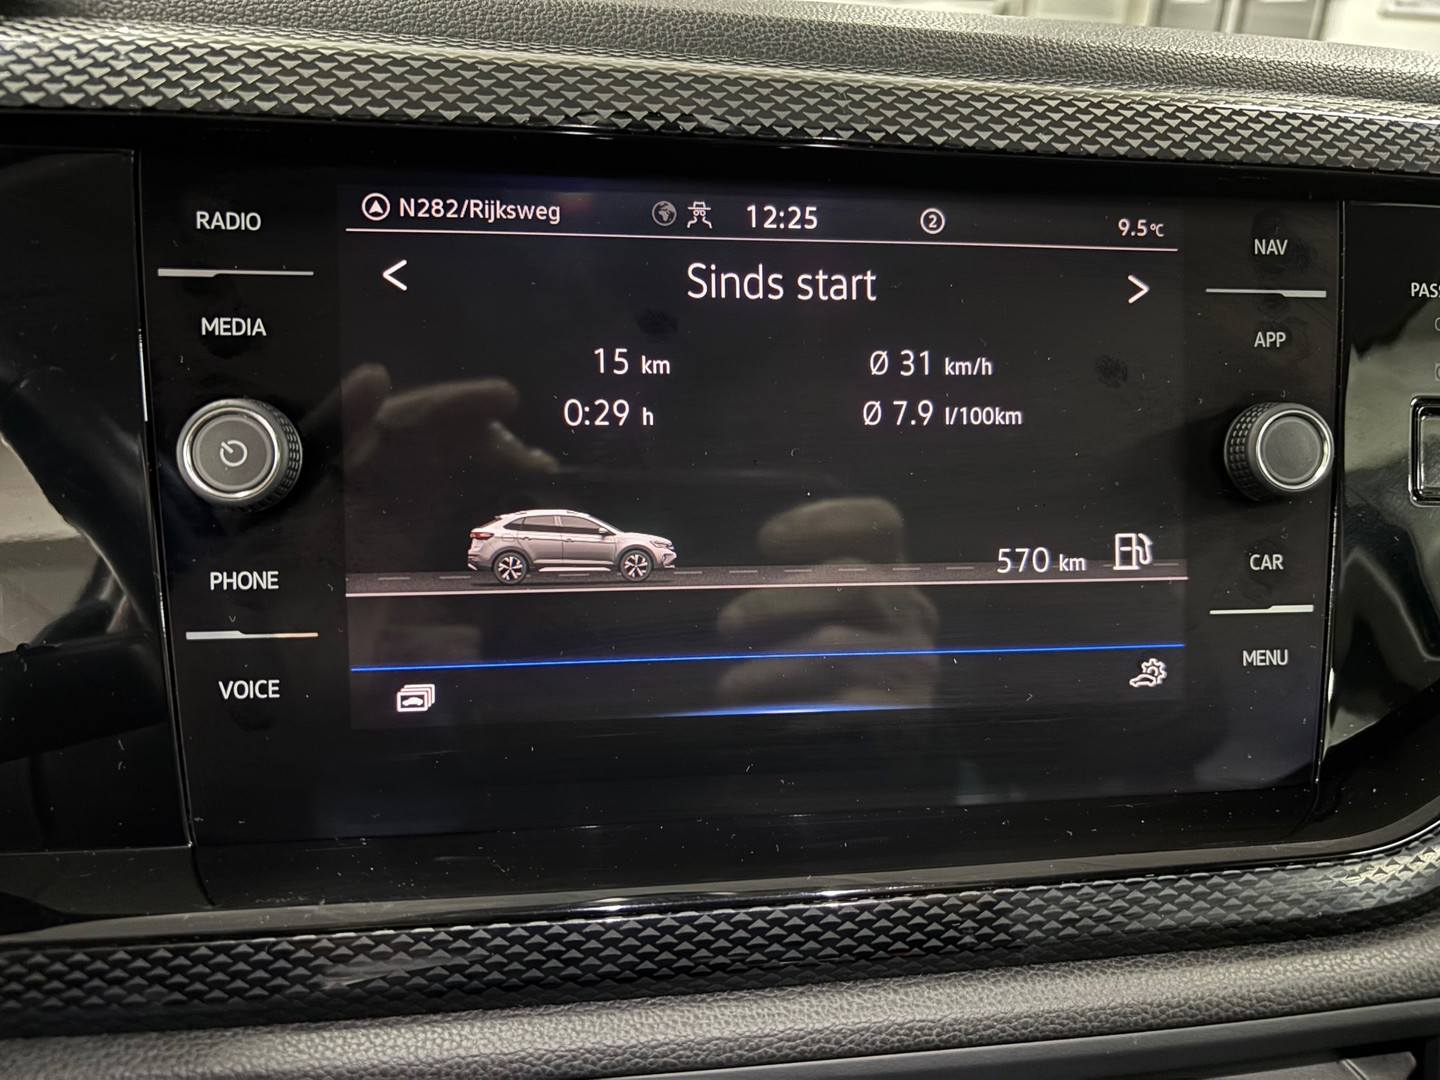 RADIO
MEDIA
PHONE
VOICE
N282/Rijksweg
12:25
2
9.5°C
<
Sinds start
>
15 km
Ø 31 km/h
0:29 h
Ø 7.9 l/100km
570 km
NAV
APP
CAR
MENU
PASS